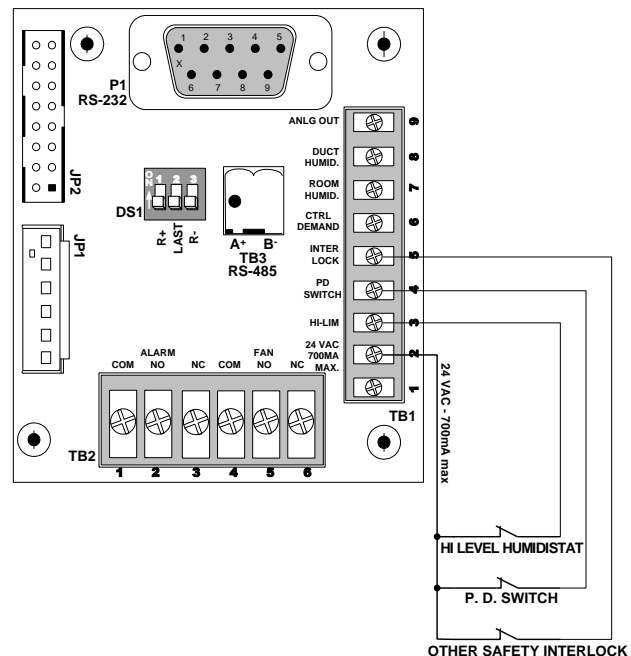 1 2 3 4 5
X
6 7 8 9
P1
RS-232
JP2
JP1
ON
1 2 3
DS1
R+
LAST
R-
A+ B-
TB3
RS-485
ANLG OUT 9
DUCT HUMID. 8
ROOM HUMID. 7
CTRL DEMAND 6
INTER LOCK 5
PD SWITCH 4
HI-LIM 3
24 VAC 700MA MAX. 2
1
TB1
ALARM FAN
COM NO NC COM NO NC
TB2
1 2 3 4 5 6
24 VAC - 700mA max
HI LEVEL HUMIDISTAT
P. D. SWITCH
OTHER SAFETY INTERLOCK